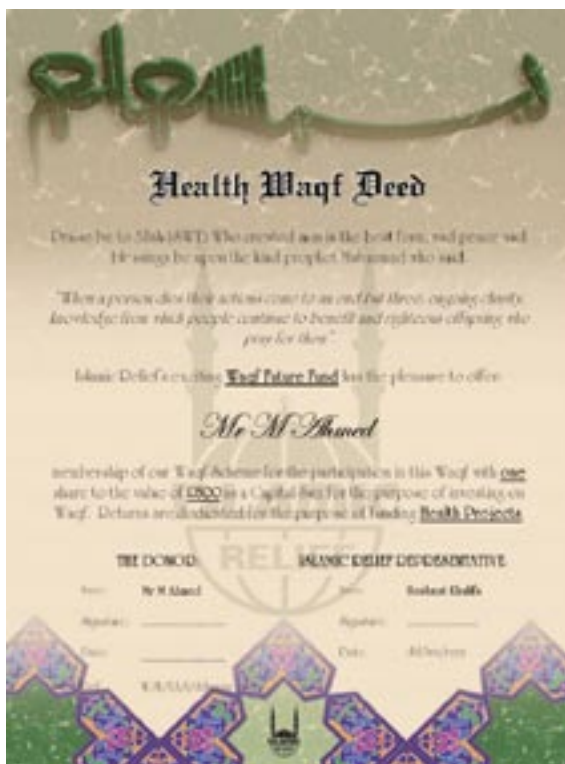 بسم الله
Health Waqf Deed
Praise be to Allah (SWT) Who created man in the best form, and peace and
blessings be upon the kind prophet Mohammad who said:
"When a person dies their actions come to an end but three, ongoing charity,
knowledge from which people continue to benefit and righteous offspring who
pray for them"
Islamic Relief's exciting Waqf Future Fund has the pleasure to offer:
Mr M Ahmed
membership of our Waqf Scheme for the participation in this Waqf with one
share to the value of as a Capital for the purpose of investing on
Waqf. Returns are dedicated for the purpose of funding Health Projects
THE DONOR: ISLAMIC RELIEF REPRESENTATIVE
Name: Mr M Ahmed Name: Khalifa
Signature: Signature:
Date: Date:
RELIEF